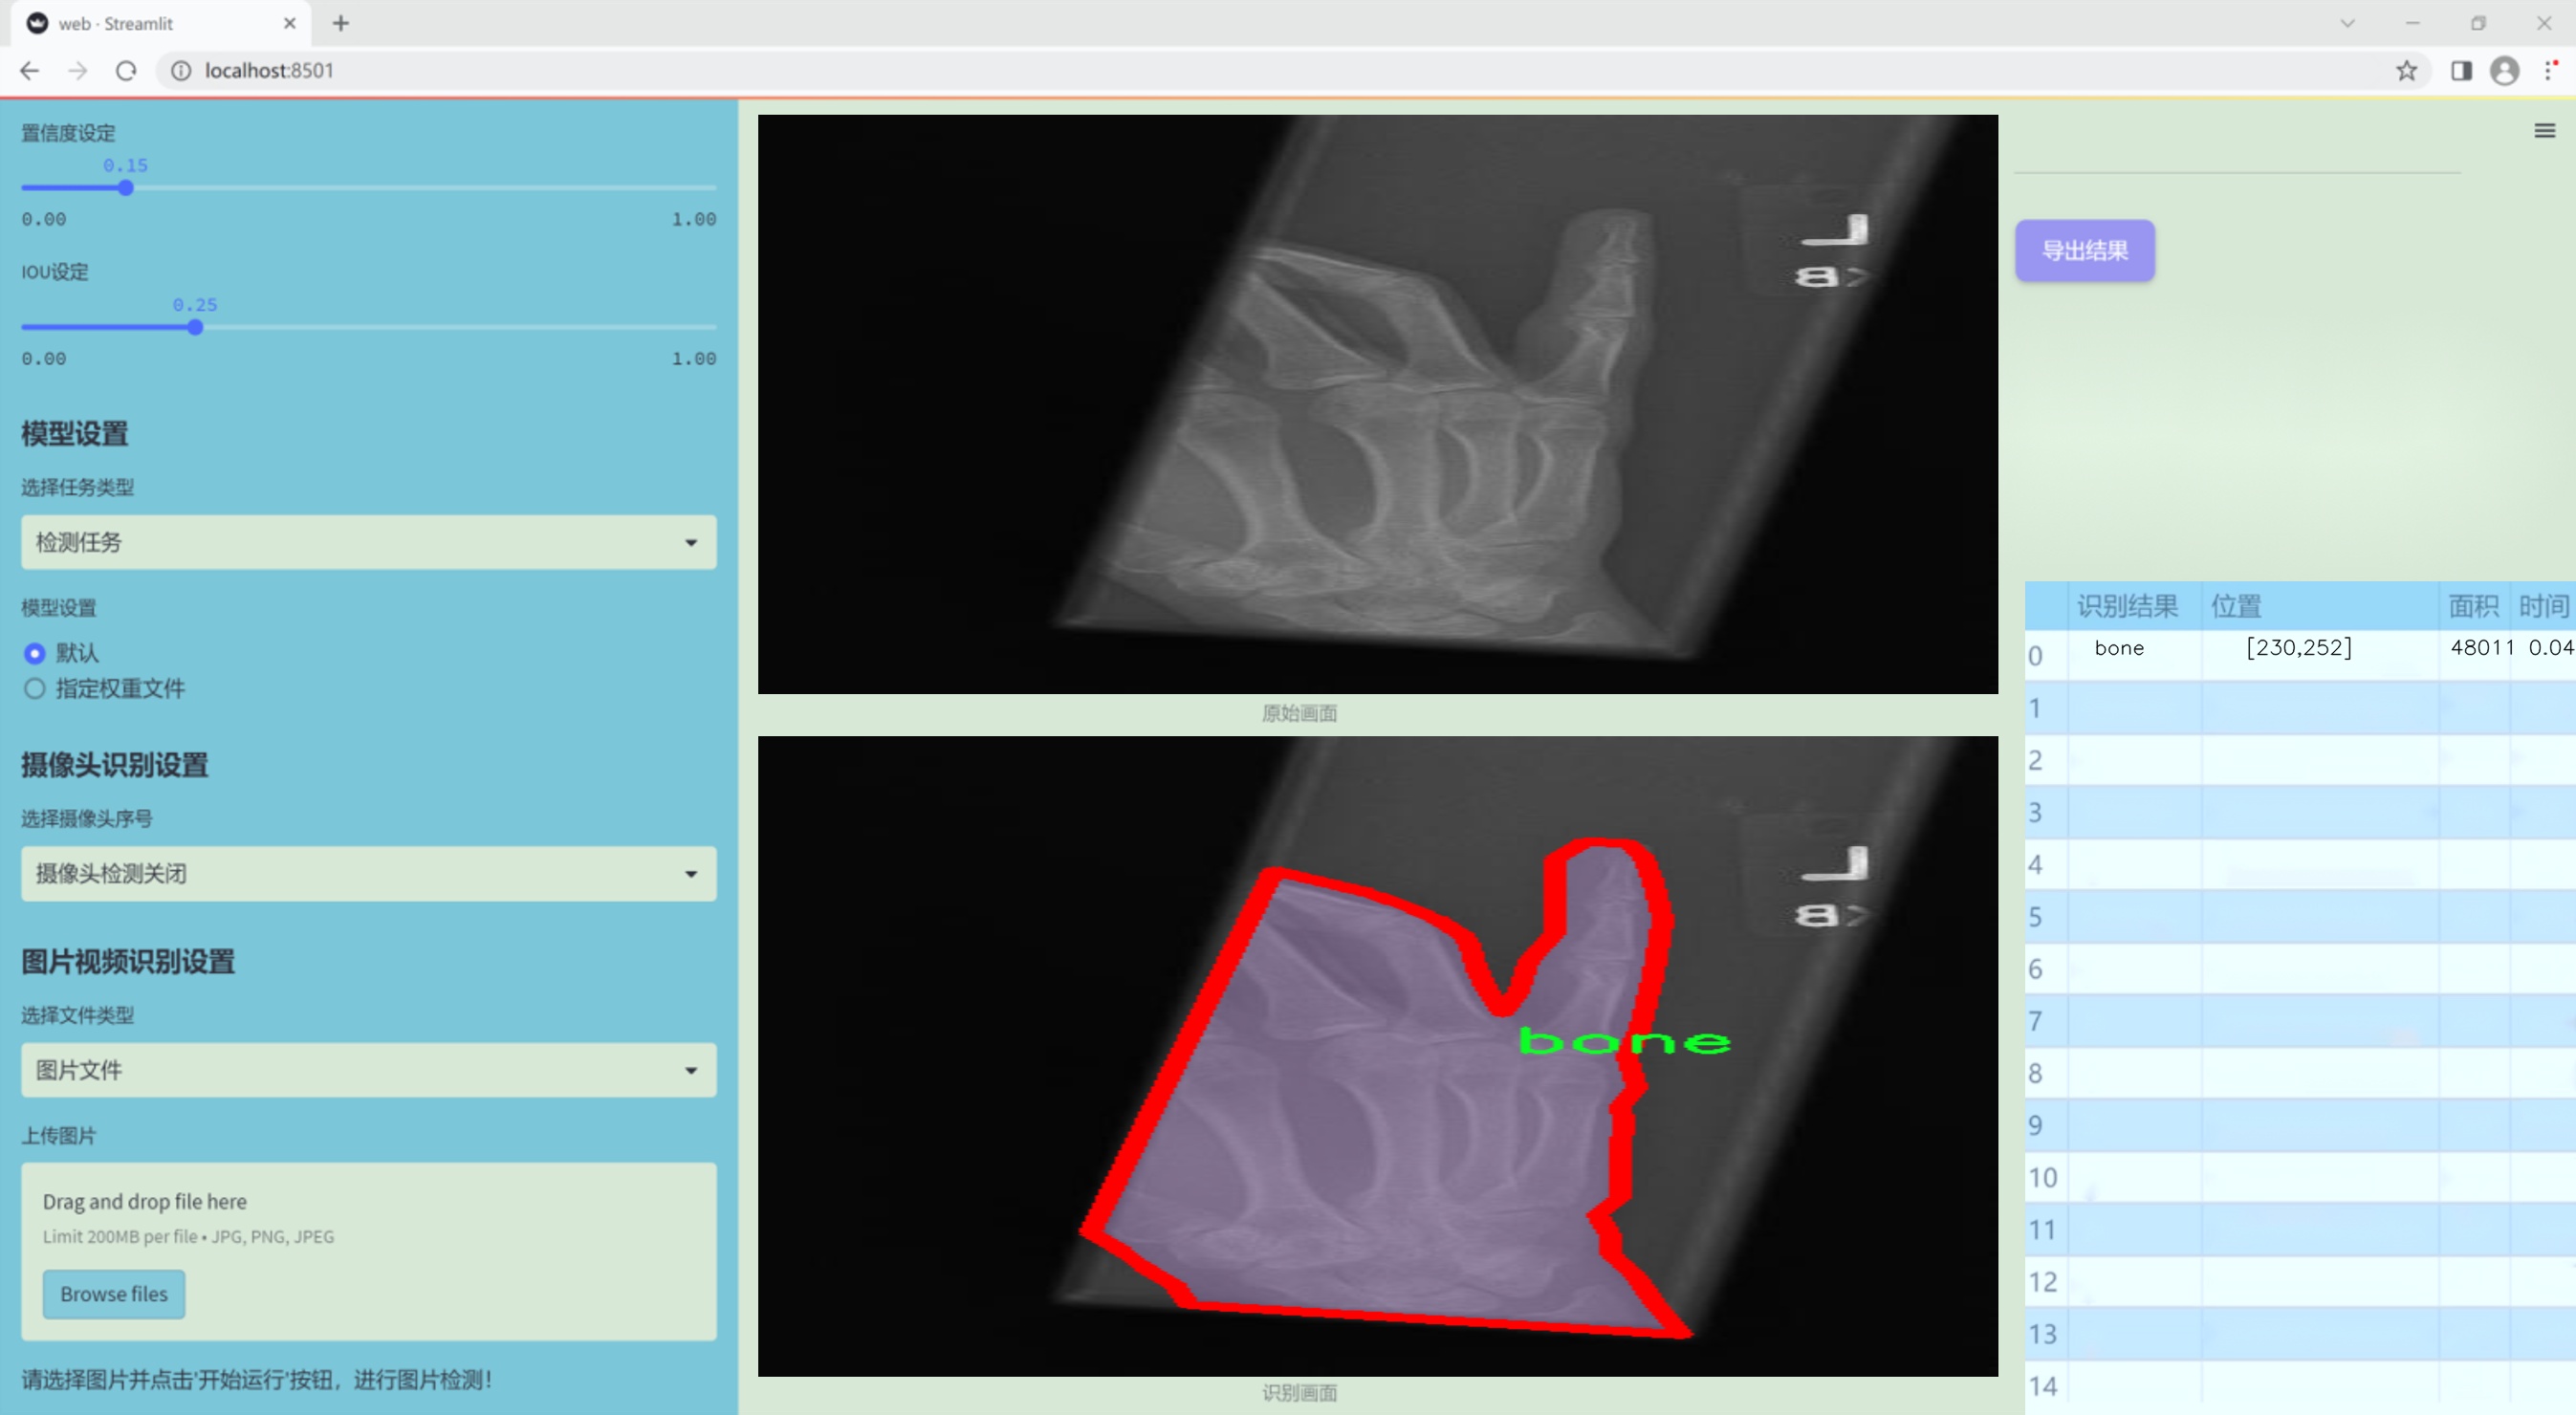 web · Streamlit
localhost:8501
置信度设定
0.15
0.00 1.00
IOU设定
0.25
0.00 1.00
模型设置
选择任务类型
检测任务
模型设置
默认
指定权重文件
摄像头识别设置
选择摄像头序号
摄像头检测关闭
图片视频识别设置
选择文件类型
图片文件
上传图片
Drag and drop file here
Limit 200MB per file • JPG, PNG, JPEG
Browse files
请选择图片并点击'开始运行'按钮，进行图片检测!
L
8>
原始画面
L
8>
bone
识别画面
导出结果
识别结果 位置 面积 时间
0 bone [230,252] 48011 0.04
1
2
3
4
5
6
7
8
9
10
11
12
13
14